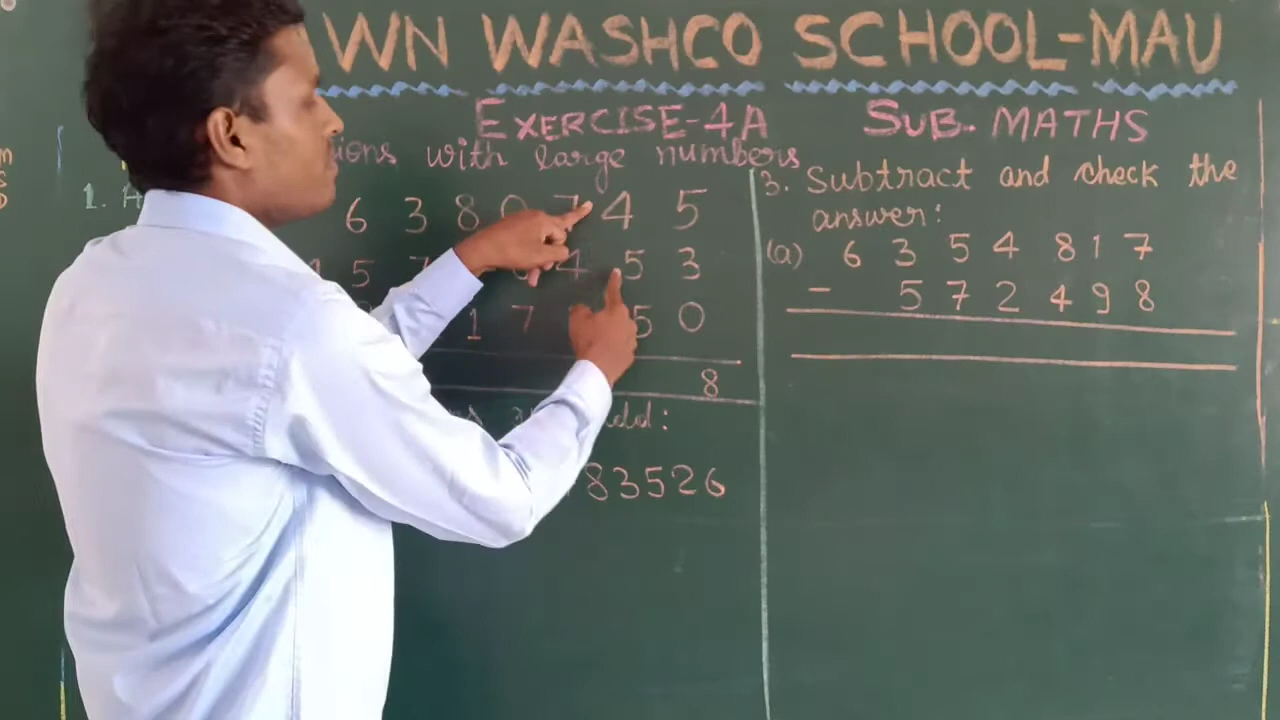 WN WASHCO SCHOOL-MAU
EXERCISE-4A
SUB. MATHS
with large numbers
1.
6 3 8 0 7 4 5
5 7 4 5 3
1 7 5 0
8
add:
83526
3. Subtract and check the
answer:
(a) 6 3 5 4 8 1 7
- 5 7 2 4 9 8